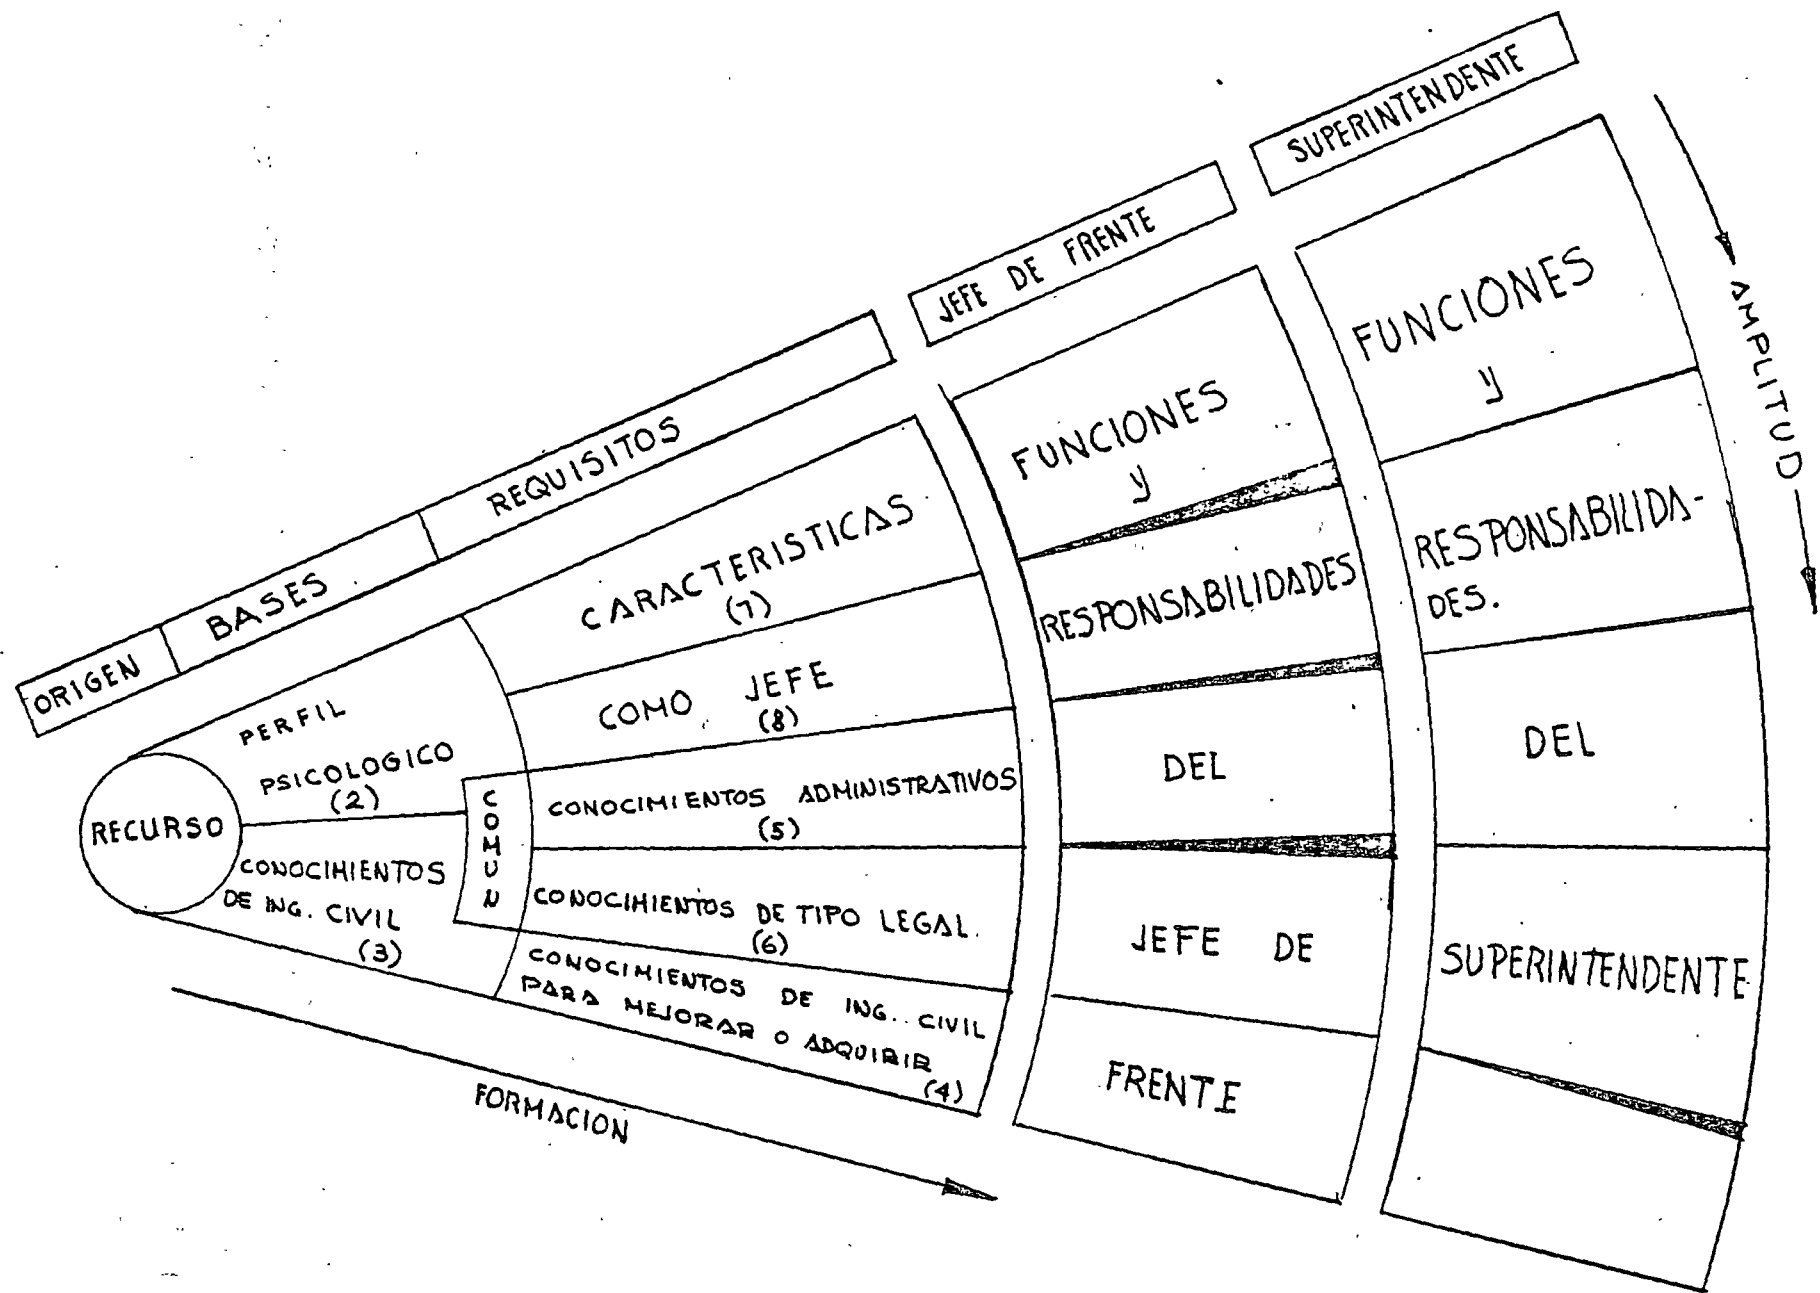 ORIGEN
BASES
REQUISITOS
JEFE DE FRENTE
SUPERINTENDENTE
RECURSO
PERFIL
PSICOLOGICO
(2)
CONOCIMIENTOS
DE ING. CIVIL
(3)
COMUN
CARACTERISTICAS
(7)
COMO JEFE
(8)
CONOCIMIENTOS ADMINISTRATIVOS
(5)
CONOCIMIENTOS DE TIPO LEGAL.
(6)
CONOCIMIENTOS DE ING. CIVIL
PARA MEJORAR O ADQUIRIR
(4)
FUNCIONES
y
RESPONSABILIDADES
DEL
JEFE DE
FRENTE
FUNCIONES
y
RESPONSABILIDA-
DES.
DEL
SUPERINTENDENTE
AMPLITUD
FORMACION